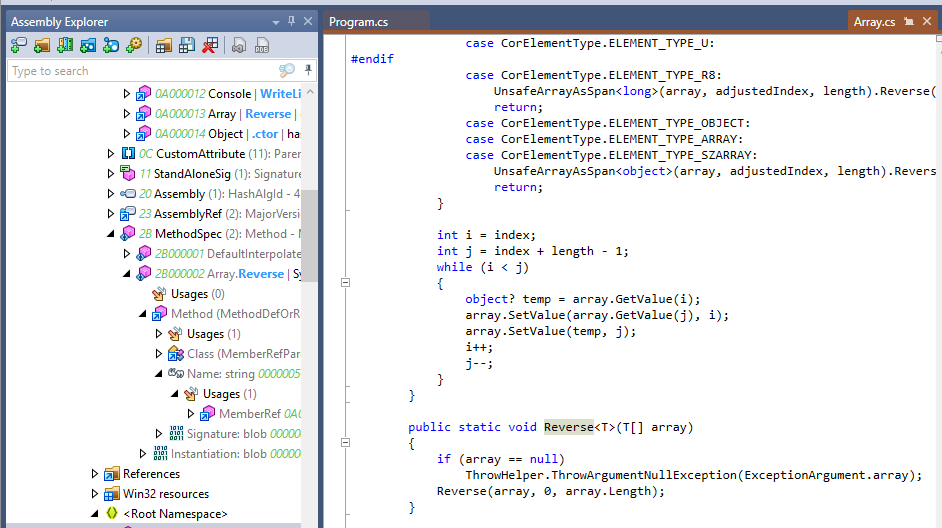 Assembly Explorer
Type to search
0A000012 Console | WriteLi
0A000013 Array | Reverse |
0A000014 Object | .ctor | has
0C CustomAttribute (11): Paren
11 StandAloneSig (1): Signature
20 Assembly (1): HashAlgId - 4
23 AssemblyRef (2): MajorVersi
2B MethodSpec (2): Method - M
2B000001 DefaultInterpolate
2B000002 Array.Reverse | Sy
Usages (0)
Method (MethodDefOrR
Usages (1)
Class (MemberRefPar
Name: string 0000005
Usages (1)
MemberRef 0A0
Signature: blob 00000
Instantiation: blob 00000
References
Win32 resources
<Root Namespace>
Program.cs
Array.cs
case CorElementType.ELEMENT_TYPE_U:
#endif
case CorElementType.ELEMENT_TYPE_R8:
UnsafeArrayAsSpan<long>(array, adjustedIndex, length).Reverse(
return;
case CorElementType.ELEMENT_TYPE_OBJECT:
case CorElementType.ELEMENT_TYPE_ARRAY:
case CorElementType.ELEMENT_TYPE_SZARRAY:
UnsafeArrayAsSpan<object>(array, adjustedIndex, length).Revers
return;
}
int i = index;
int j = index + length - 1;
while (i < j)
{
object? temp = array.GetValue(i);
array.SetValue(array.GetValue(j), i);
array.SetValue(temp, j);
i++;
j--;
}
}
public static void Reverse<T>(T[] array)
{
if (array == null)
ThrowHelper.ThrowArgumentNullException(ExceptionArgument.array);
Reverse(array, 0, array.Length);
}